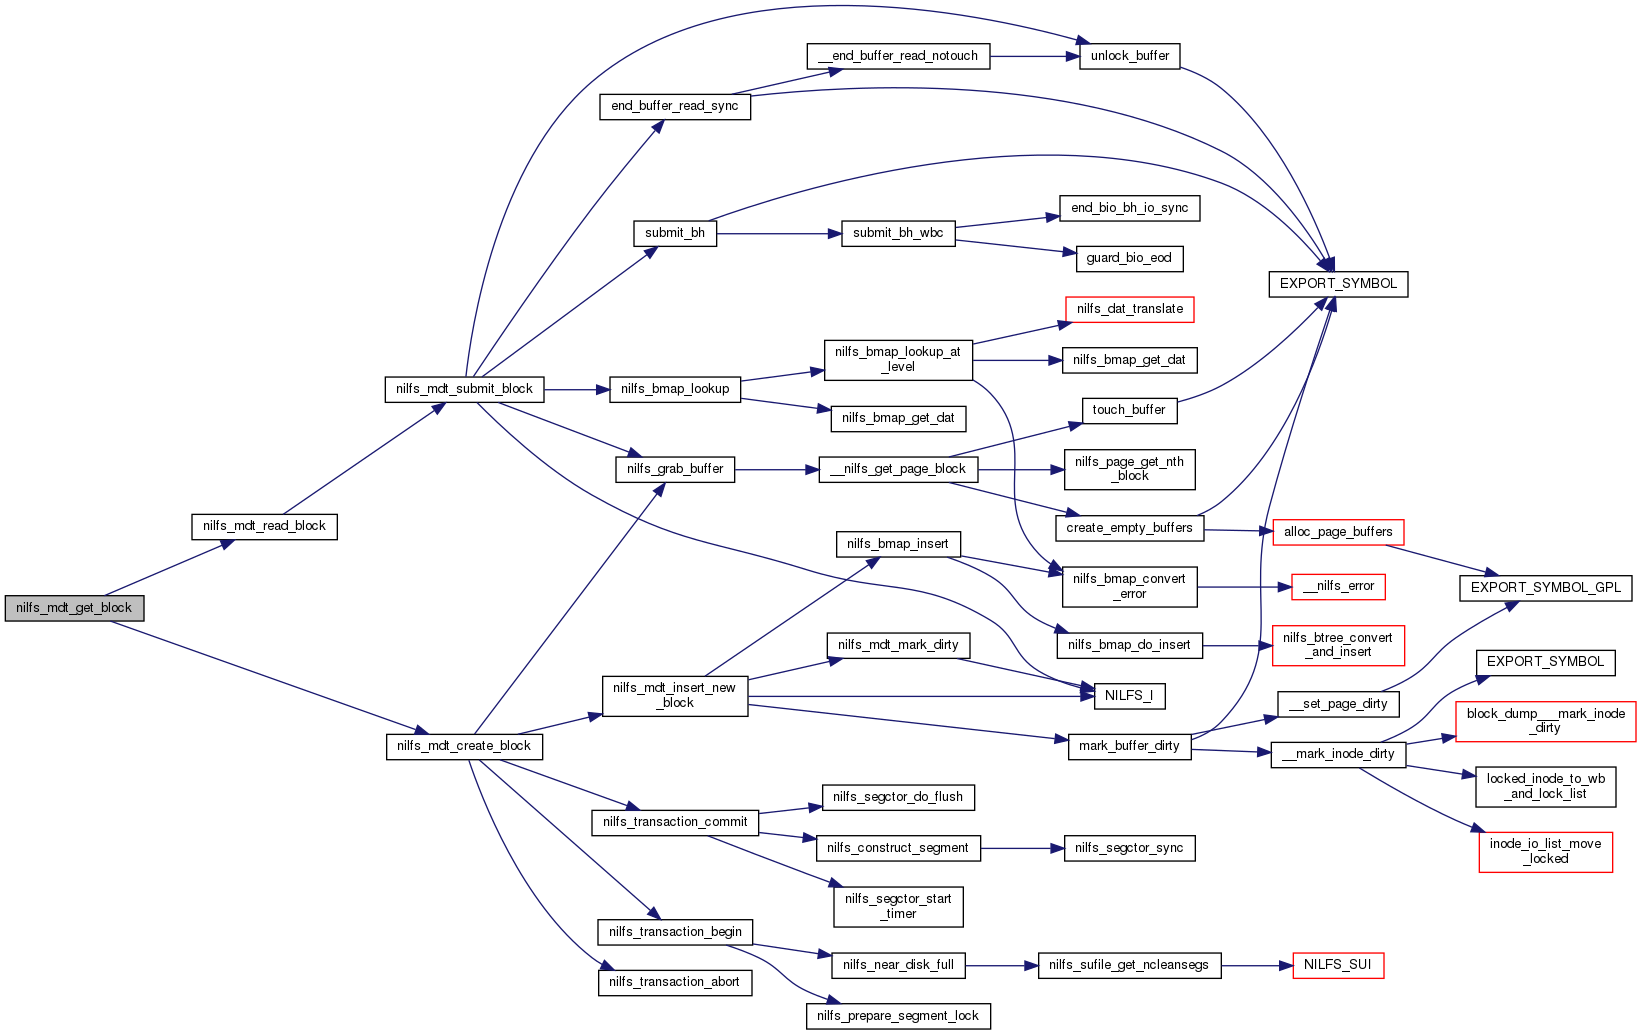 __end_buffer_read_notouch
unlock_buffer
end_buffer_read_sync
end_bio_bh_io_sync
submit_bh
submit_bh_wbc
guard_bio_eod
EXPORT_SYMBOL
nilfs_dat_translate
nilfs_bmap_lookup_at
_level
nilfs_bmap_get_dat
nilfs_mdt_submit_block
nilfs_bmap_lookup
nilfs_bmap_get_dat
touch_buffer
nilfs_grab_buffer
__nilfs_get_page_block
nilfs_page_get_nth
_block
nilfs_mdt_read_block
create_empty_buffers
alloc_page_buffers
nilfs_bmap_insert
nilfs_bmap_convert
_error
__nilfs_error
EXPORT_SYMBOL_GPL
nilfs_mdt_get_block
nilfs_mdt_mark_dirty
nilfs_bmap_do_insert
nilfs_btree_convert
_and_insert
EXPORT_SYMBOL
nilfs_mdt_insert_new
_block
NILFS_I
__set_page_dirty
block_dump___mark_inode
_dirty
nilfs_mdt_create_block
mark_buffer_dirty
__mark_inode_dirty
locked_inode_to_wb
_and_lock_list
nilfs_segctor_do_flush
nilfs_transaction_commit
nilfs_construct_segment
nilfs_segctor_sync
inode_io_list_move
_locked
nilfs_segctor_start
_timer
nilfs_transaction_begin
nilfs_near_disk_full
nilfs_sufile_get_ncleansegs
NILFS_SUI
nilfs_transaction_abort
nilfs_prepare_segment_lock